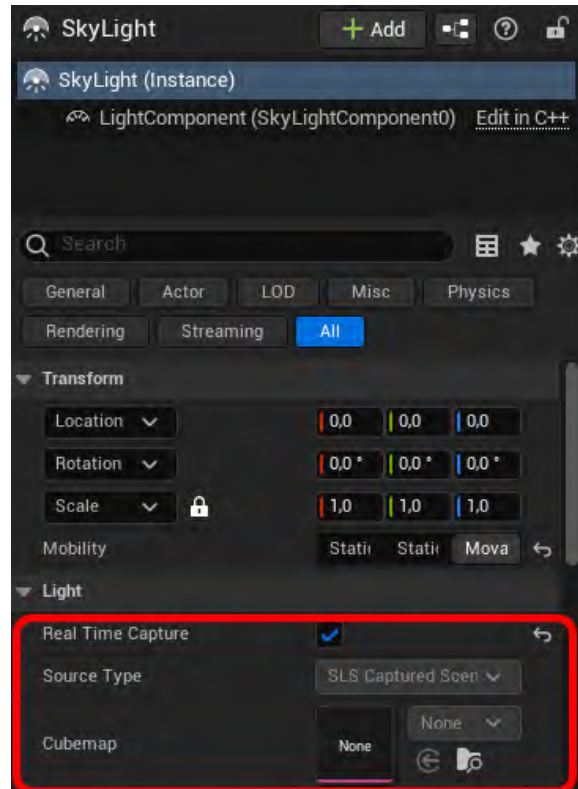 SkyLight + Add
SkyLight (Instance)
LightComponent (SkyLightComponent0) Edit in C++
Search
General Actor LOD Misc Physics
Rendering Streaming All
Transform
Location 0,0 0,0 0,0
Rotation 0,0 ° 0,0 ° 0,0 °
Scale 1,0 1,0 1,0
Mobility Stati Stati Mova
Light
Real Time Capture
Source Type SLS Captured Scen
Cubemap None None